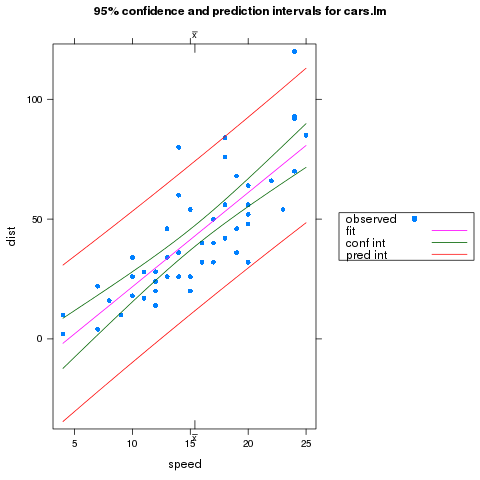 95% confidence and prediction intervals for cars.lm
x̄
100
50
0
dist
5 10 15 20 25
x̄
speed
observed
fit
conf int
pred int